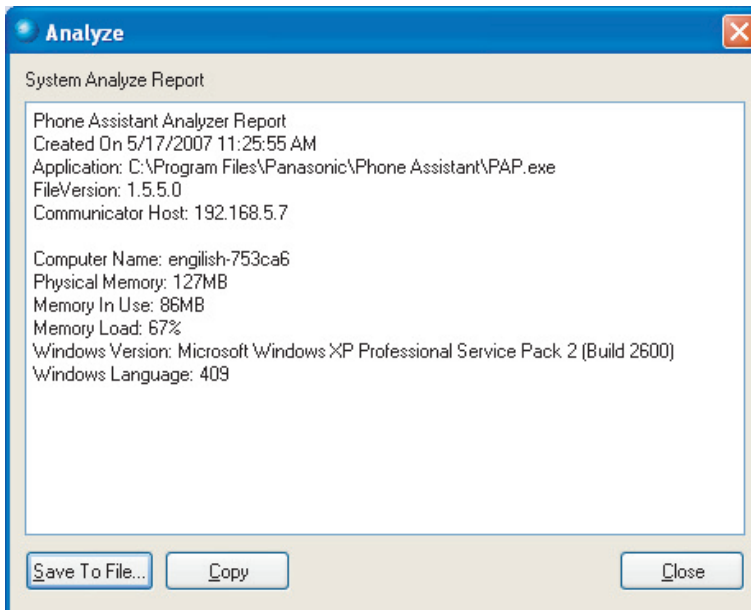 Analyze
System Analyze Report
Phone Assistant Analyzer Report
Created On 5/17/2007 11:25:55 AM
Application: C:\Program Files\Panasonic\Phone Assistant\PAP.exe
FileVersion: 1.5.5.0
Communicator Host: 192.168.5.7
Computer Name: engilish-753ca6
Physical Memory: 127MB
Memory In Use: 86MB
Memory Load: 67%
Windows Version: Microsoft Windows XP Professional Service Pack 2 (Build 2600)
Windows Language: 409
Save To File... Copy Close